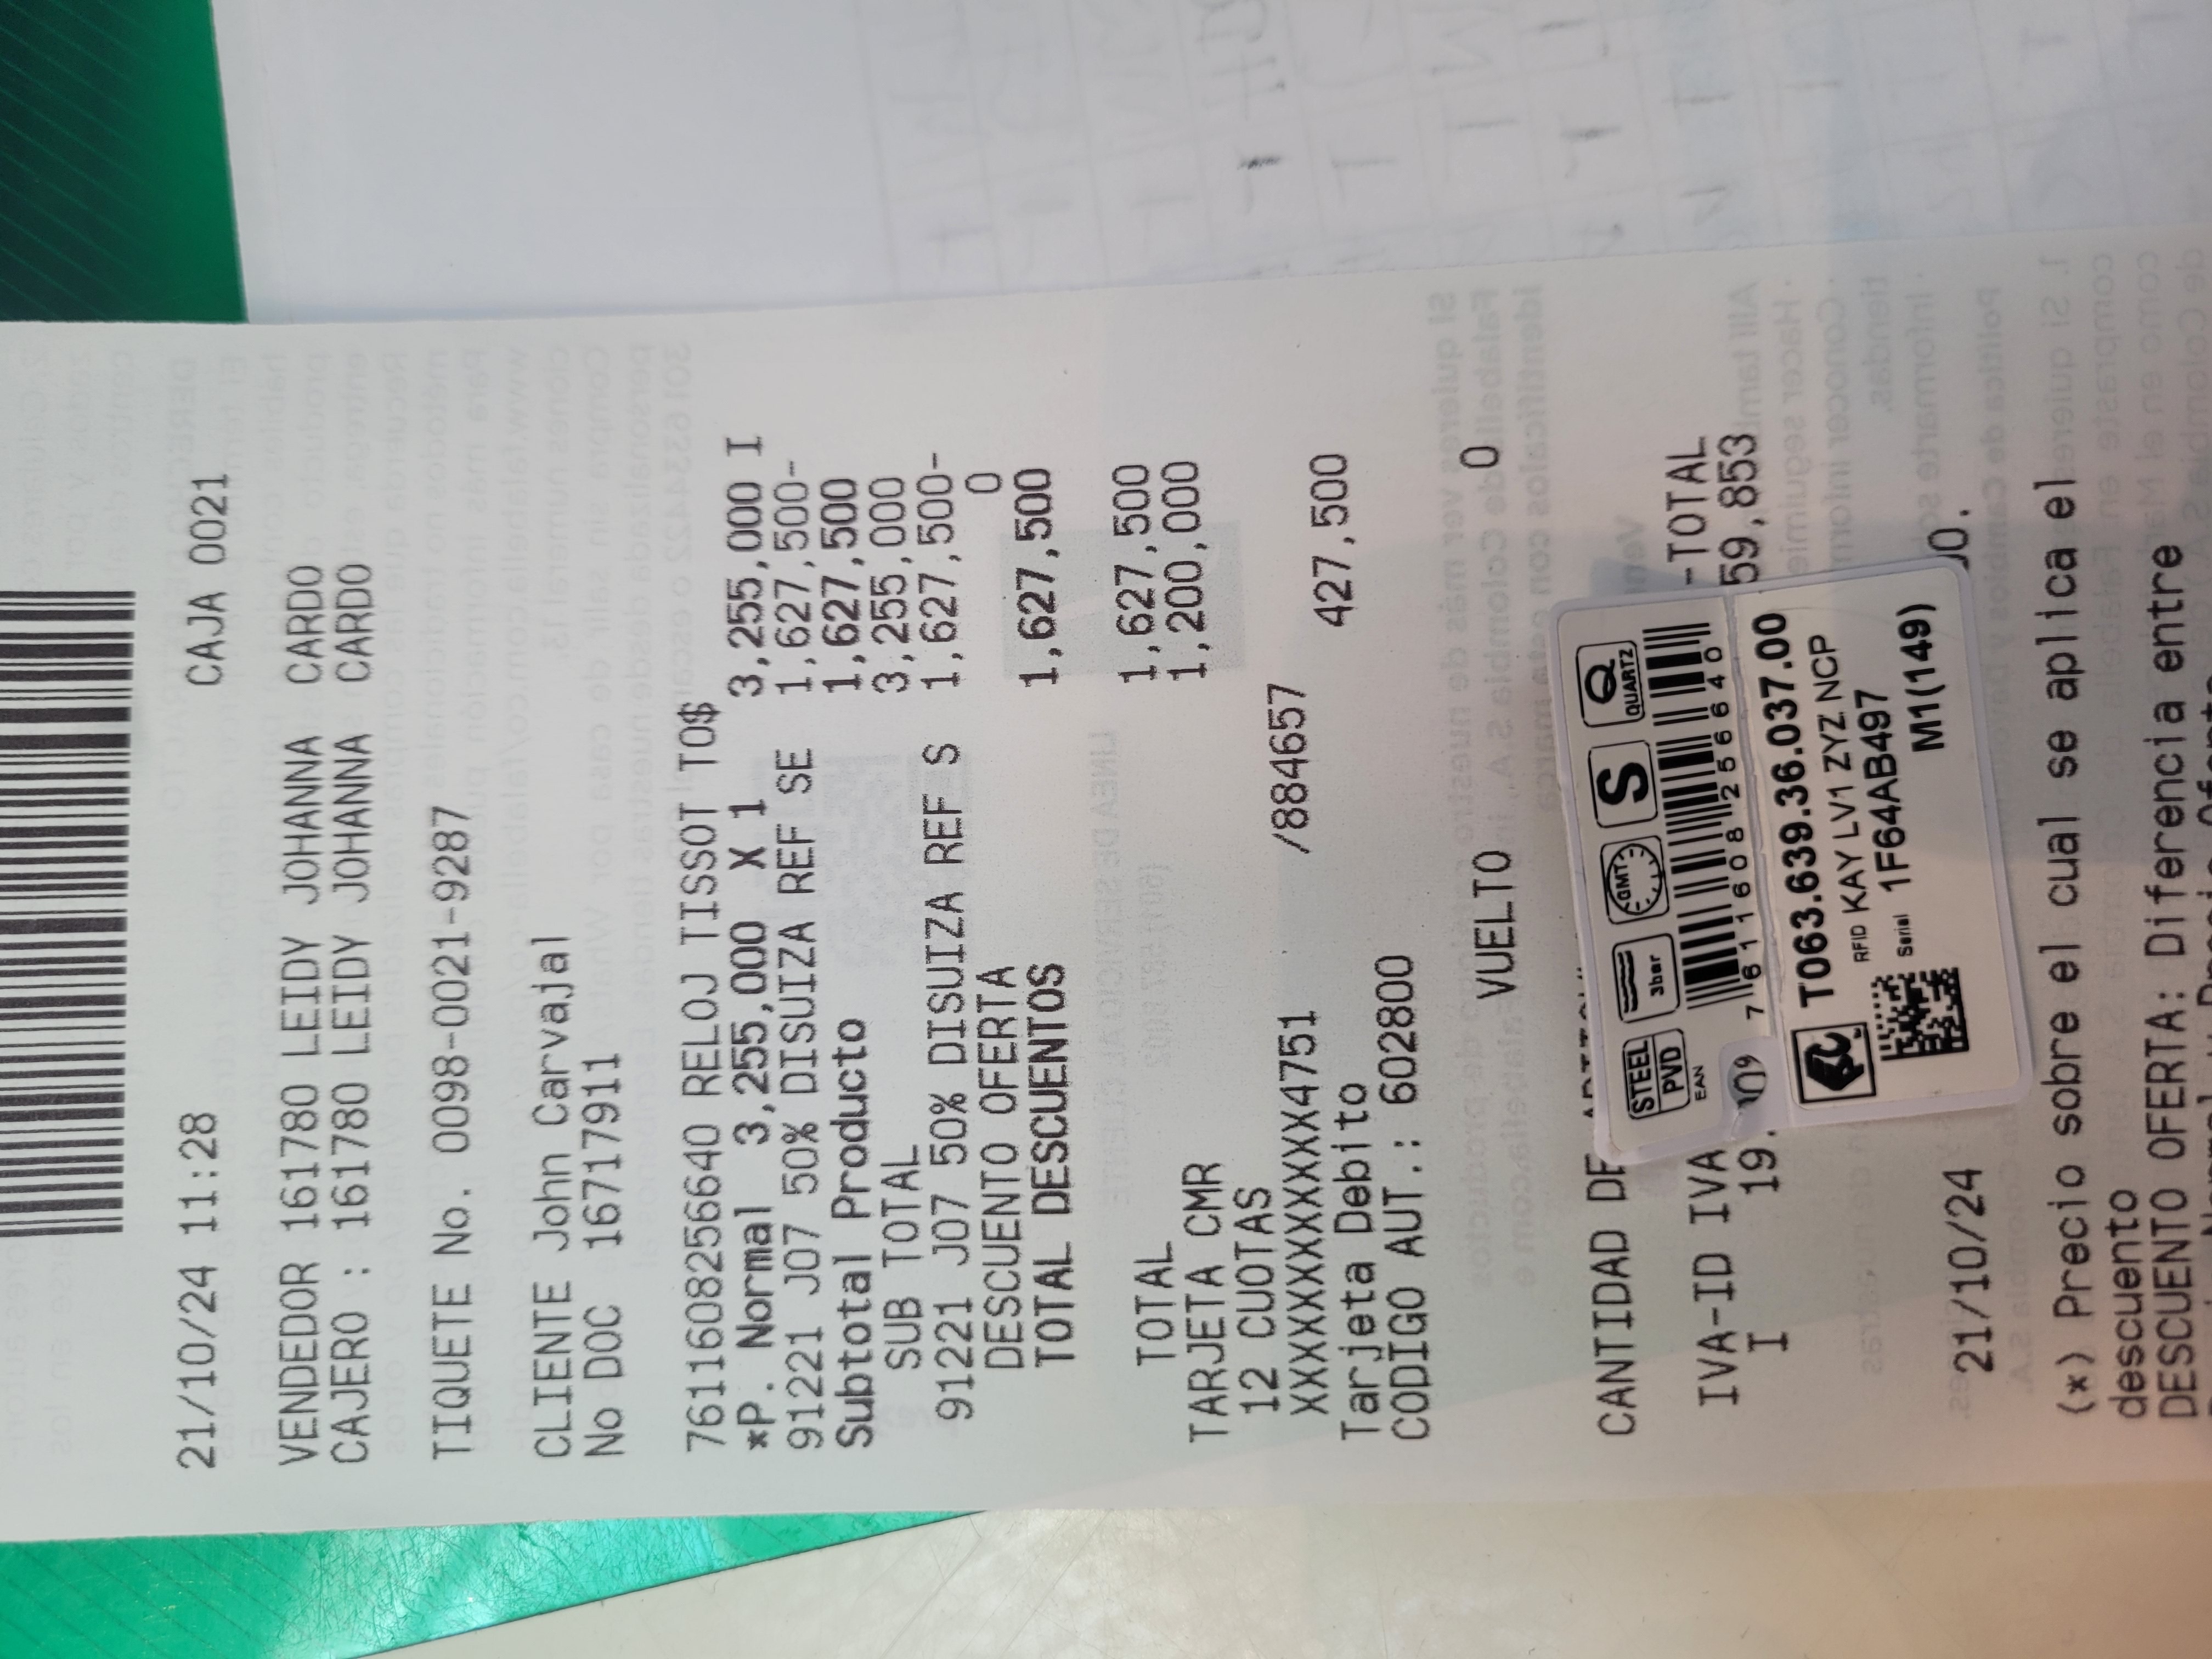 21/10/24 11:28 CAJA 0021
VENDEDOR 161780 LEIDY JOHANNA CARDO
CAJERO : 161780 LEIDY JOHANNA CARDO
TIQUETE No. 0098-0021-9287
CLIENTE John Carvajal
No DOC 16717911
7611608256640 RELOJ TISSOT TO$
*P. Normal 3,255,000 X 1 3,255,000 I
91221 J07 50% DISUIZA REF SE 1,627,500-
Subtotal Producto 1,627,500
SUB TOTAL 3,255,000
91221 J07 50% DISUIZA REF S 1,627,500-
DESCUENTO OFERTA 0
TOTAL DESCUENTOS 1,627,500
TOTAL 1,627,500
TARJETA CMR 1,200,000
12 CUOTAS
XXXXXXXXXXXX4751 /884657
Tarjeta Debito 427,500
CODIGO AUT.: 602800
VUELTO 0
CANTIDAD DE
IVA-ID IVA -TOTAL
I 19. 59,853
STEEL PVD 3bar GMT S Q QUARTZ
EAN
7 611608 256640
T063.639.36.037.00
RFID KAY LV1 ZYZ NCP
Serial 1F64AB497
M1(149)
21/10/24
(*) Precio sobre el cual se aplica el
descuento
DESCUENTO OFERTA: Diferencia entre